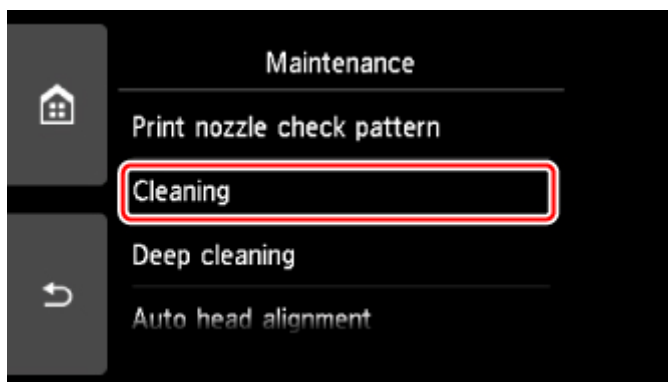 Maintenance
Print nozzle check pattern
Cleaning
Deep cleaning
Auto head alignment